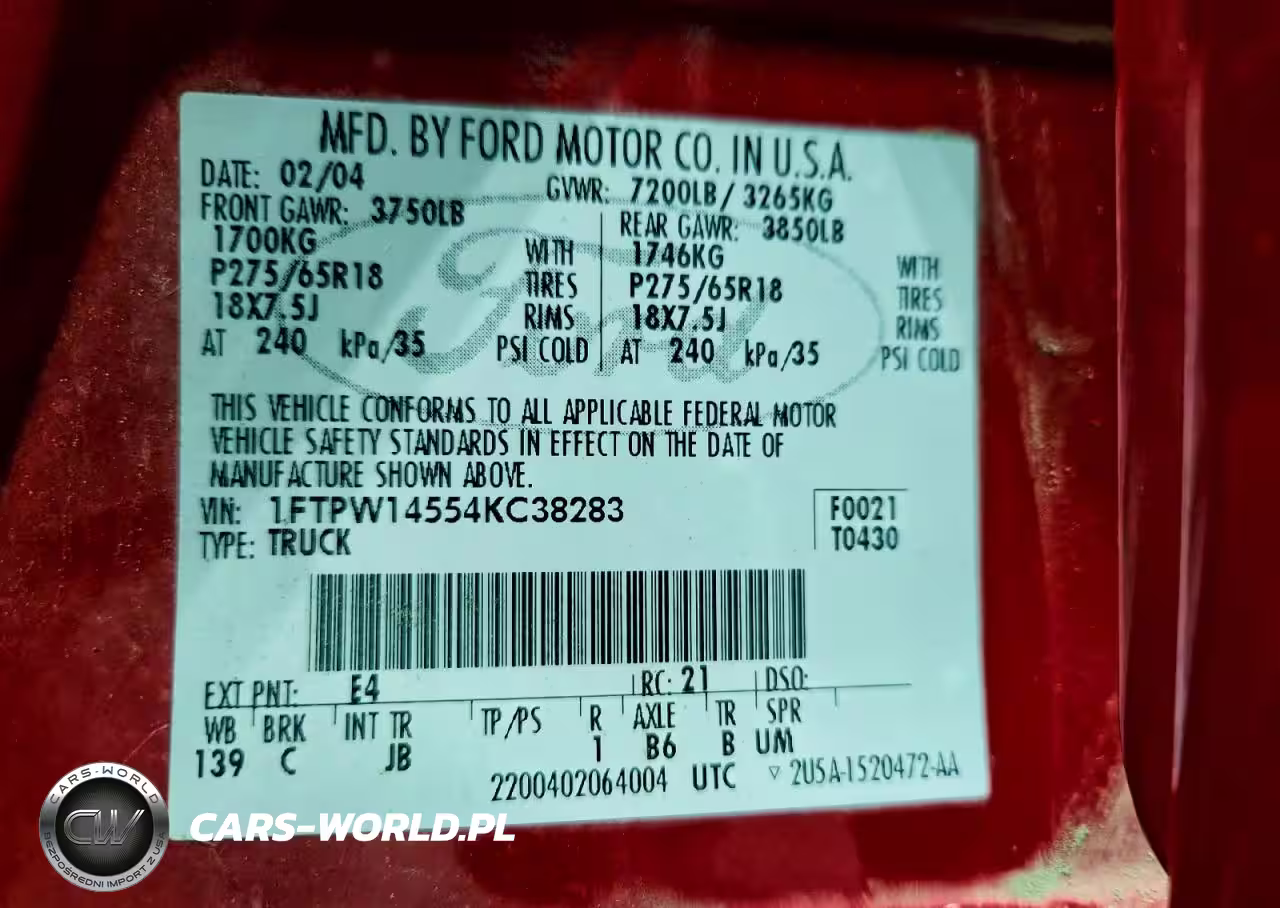 MFD. BY FORD MOTOR CO. IN U.S.A.
DATE: 02/04 GVWR: 7200LB / 3265KG
FRONT GAWR: 3750LB REAR GAWR: 3850LB
1700KG WITH 1746KG WITH
P275/65R18 TIRES P275/65R18 TIRES
18X7.5J RIMS 18X7.5J RIMS
AT 240 kPa/35 PSI COLD AT 240 kPa/35 PSI COLD
Ford
THIS VEHICLE CONFORMS TO ALL APPLICABLE FEDERAL MOTOR
VEHICLE SAFETY STANDARDS IN EFFECT ON THE DATE OF
MANUFACTURE SHOWN ABOVE.
VIN: 1FTPW14554KC38283 F0021
TYPE: TRUCK T0430
EXT PNT: E4 RC: 21 DSO:
WB BRK INT TR TP/PS R AXLE TR SPR
139 C JB 1 B6 B UM
2200402064004 UTC ▽ 2U5A-1520472-AA
CARS-WORLD
CW
BEZPOŚREDNI IMPORT Z USA
CARS-WORLD.PL